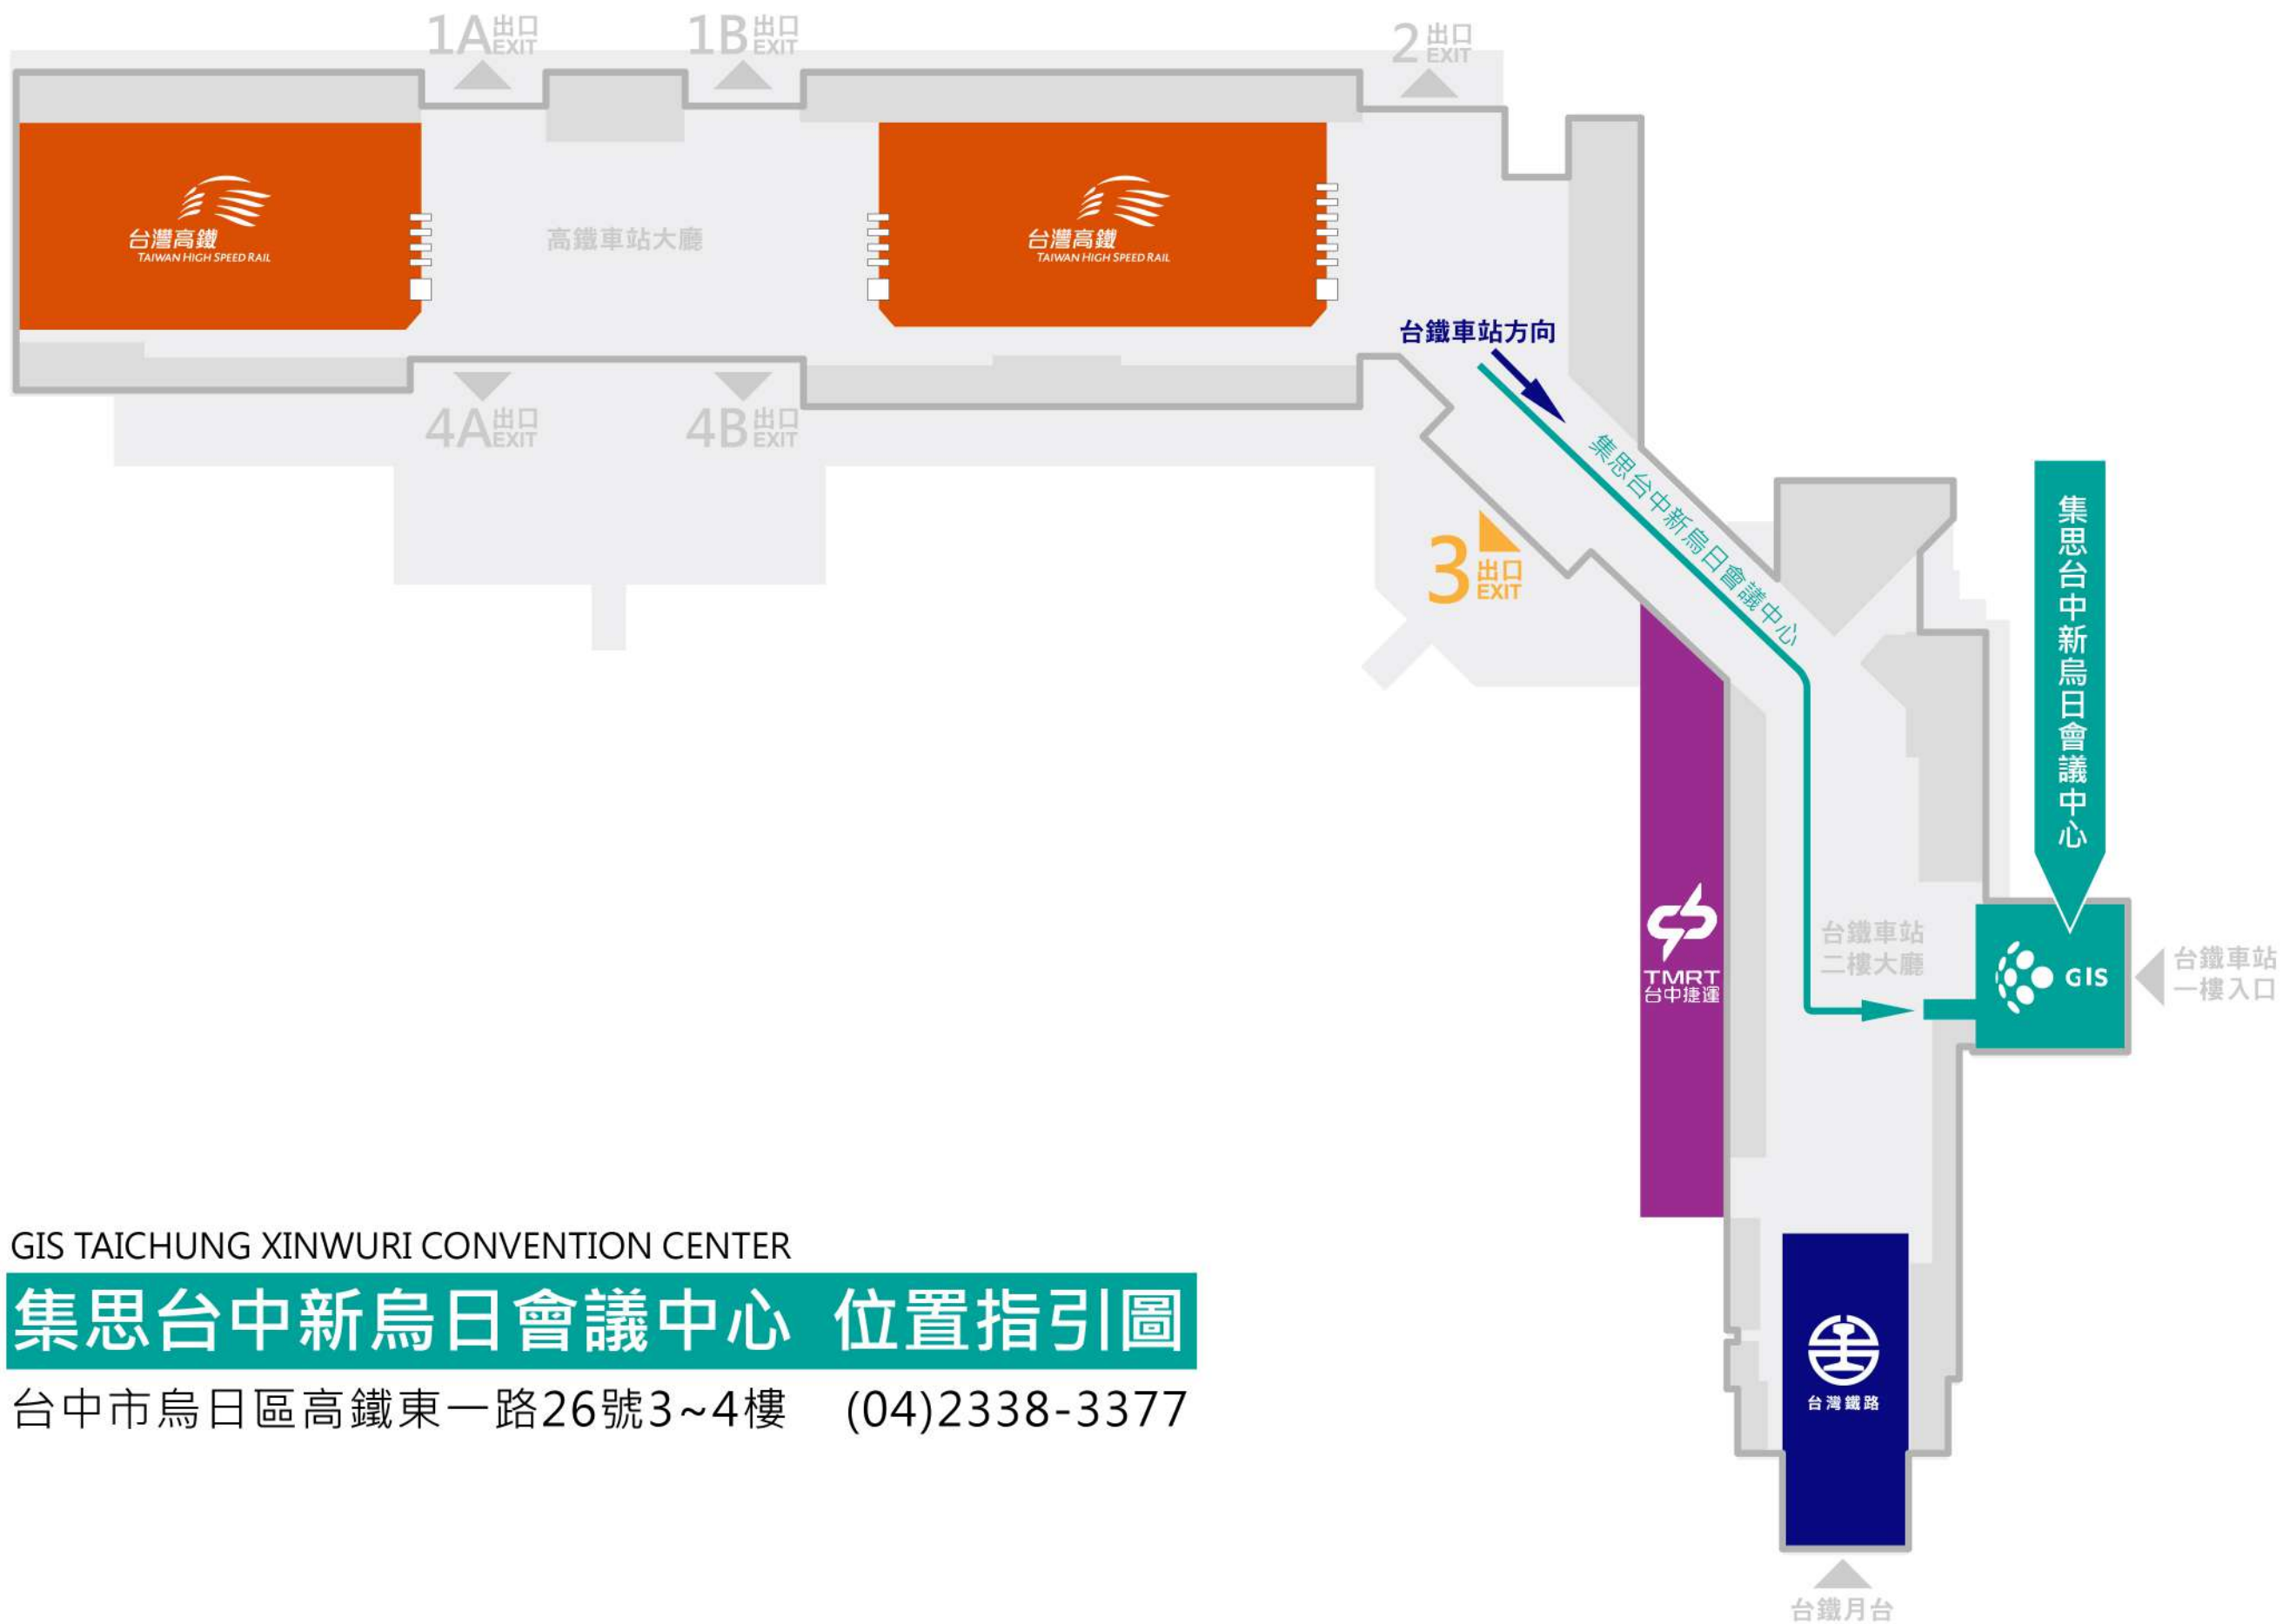 1A出口
EXIT
1B出口
EXIT
2出口
EXIT
台灣高鐵
TAIWAN HIGH SPEED RAIL
高鐵車站大廳
台灣高鐵
TAIWAN HIGH SPEED RAIL
台鐵車站方向
4A出口
EXIT
4B出口
EXIT
集思台中新烏日會議中心
3出口
EXIT
集思台中新烏日會議中心
TMRT
台中捷運
台鐵車站
二樓大廳
GIS
台鐵車站
一樓入口
GIS TAICHUNG XINWURI CONVENTION CENTER
集思台中新烏日會議中心 位置指引圖
台中市烏日區高鐵東一路26號3~4樓 (04)2338-3377
台灣鐵路
台鐵月台